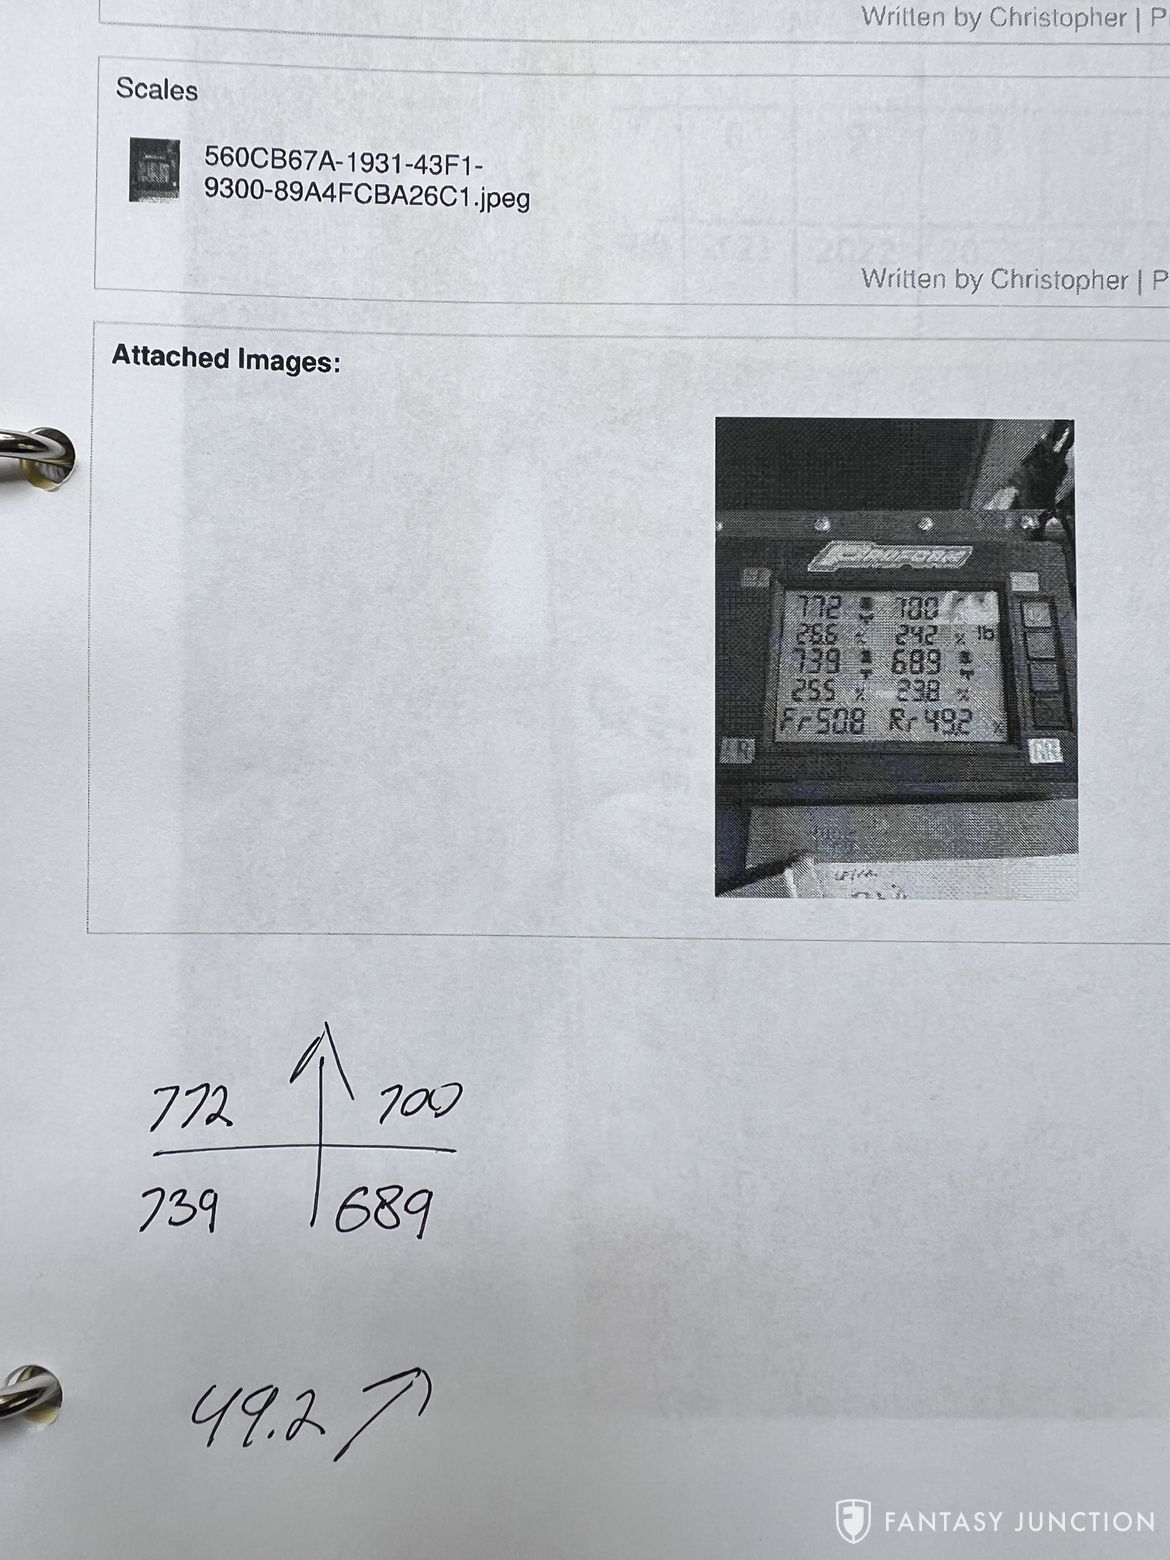 Written by Christopher | P
Scales
560CB67A-1931-43F1-
9300-89A4FCBA26C1.jpeg
Written by Christopher | P
Attached Images:
PROFORM
772 700
26.6 % 24.2 % lb
739 689
25.5 % 23.8 %
Fr 50.8 Rr 49.2 %
RR
772 700
739 689
49.2
FANTASY JUNCTION